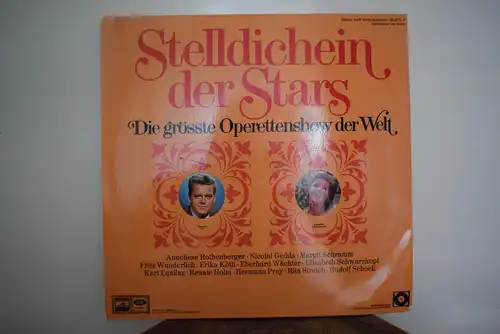 Stelldichein
der Stars
Die grösste Operettenshow der Welt
Anneliese Rothenberger · Nicolai Gedda · Margit Schramm
Fritz Wunderlich · Erika Köth · Eberhard Wächter · Elisabeth Schwarzkopf
Kurt Equiluz · Renate Holm · Hermann Prey · Rita Streich · Rudolf Schock